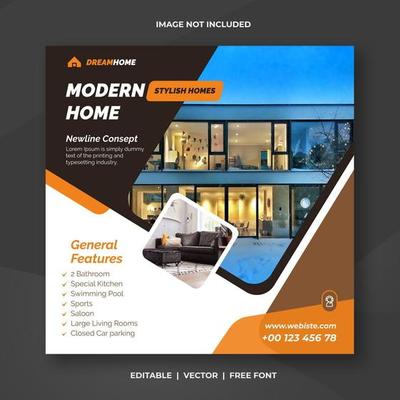 IMAGE NOT INCLUDED
DREAMHOME
MODERN
HOME
STYLISH HOMES
Newline Consept
Lorem Ipsum is simply
dummy text of the printing
and typesetting industry.
General
Features
2 Bathroom
Special Kitchen
Swimming Pool
Sports
Saloon
Large Living Rooms
Closed Car parking
www.webiste.com
+00 123 456 78
EDITABLE | VECTOR | FREE FONT